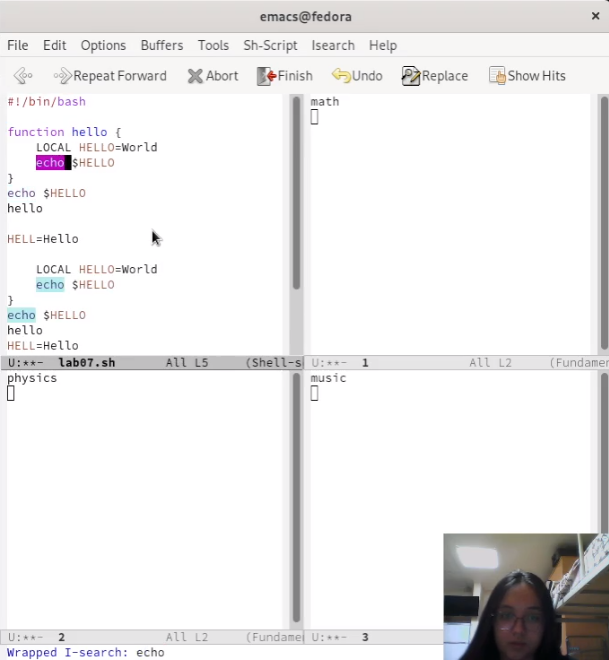 emacs@fedora
File Edit Options Buffers Tools Sh-Script Isearch Help
Repeat Forward Abort Finish Undo Replace Show Hits
#!/bin/bash
function hello {
LOCAL HELLO=World
echo $HELLO
}
echo $HELLO
hello
HELL=Hello
LOCAL HELLO=World
echo $HELLO
}
echo $HELLO
hello
HELL=Hello
U:**- lab07.sh All L5 (Shell-s
math
U:**- 1 All L2 (Fundamen
physics
U:**- 2 All L2 (Fundame
music
U:**- 3
Wrapped I-search: echo